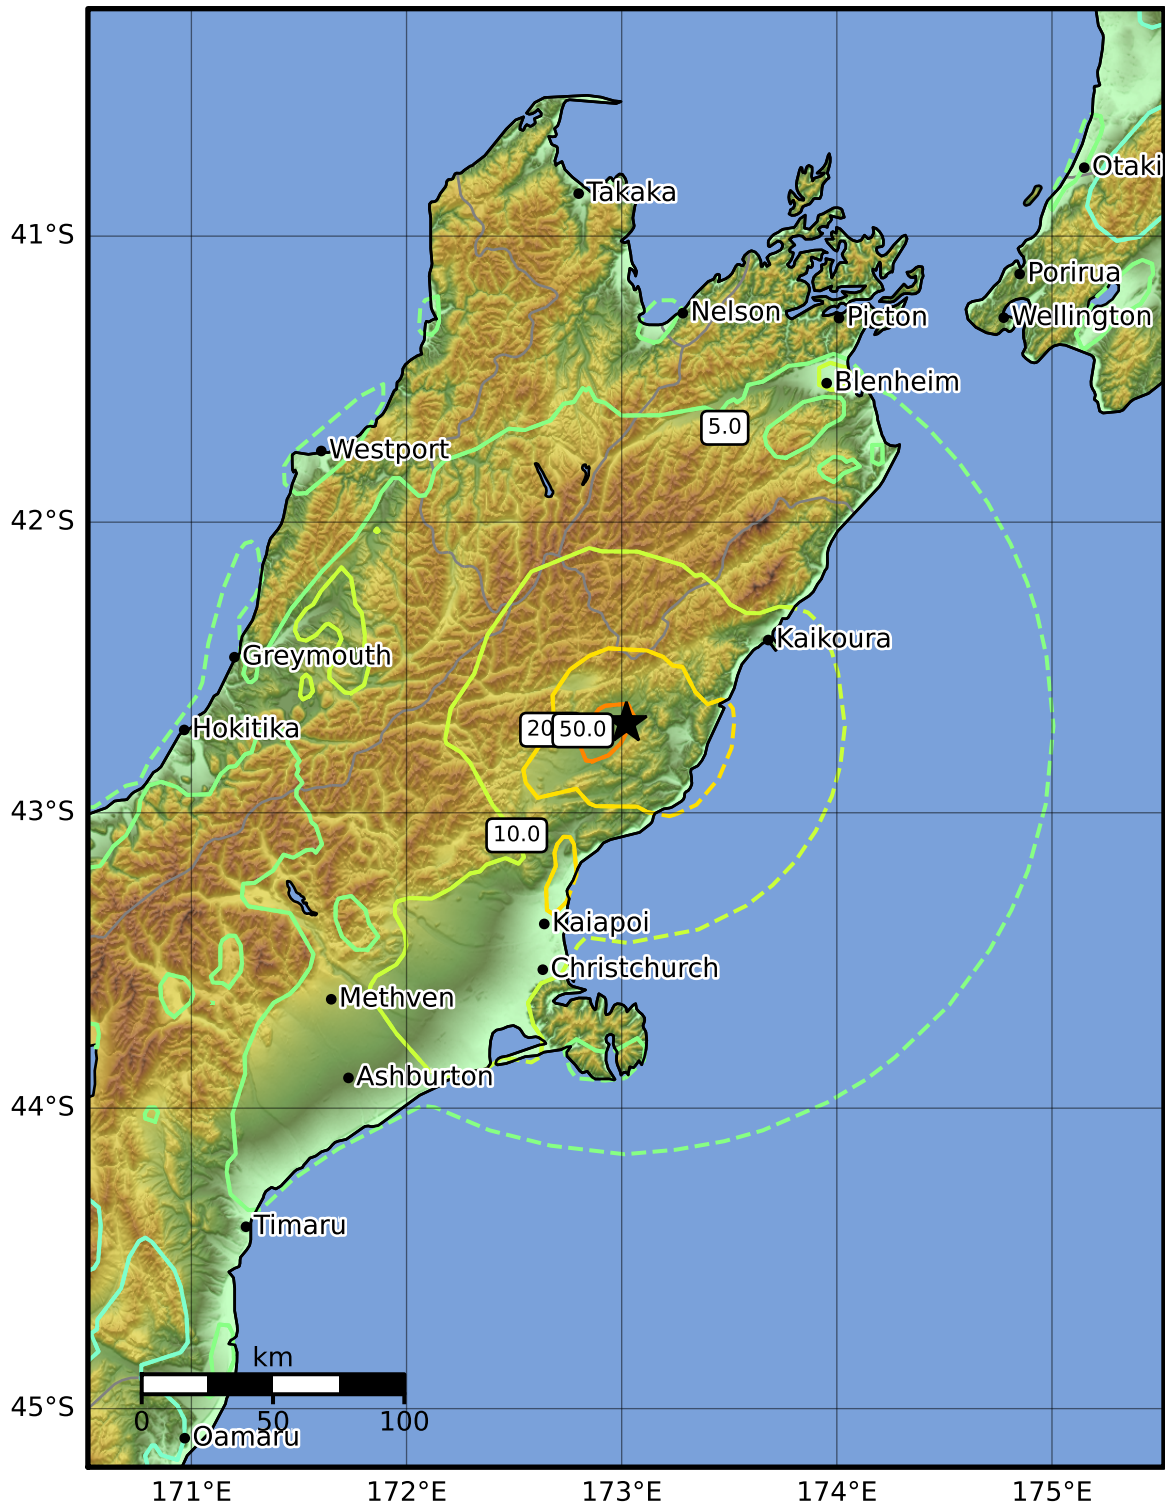 Otaki
Takaka
41°S
Porirua
Nelson
Picton
Wellington
Blenheim
5.0
Westport
42°S
Kaikoura
Greymouth
Hokitika
20
50.0
43°S
10.0
Kaiapoi
Christchurch
Methven
Ashburton
44°S
Timaru
km
0
50
100
45°S
Oamaru
171°E
172°E
173°E
174°E
175°E